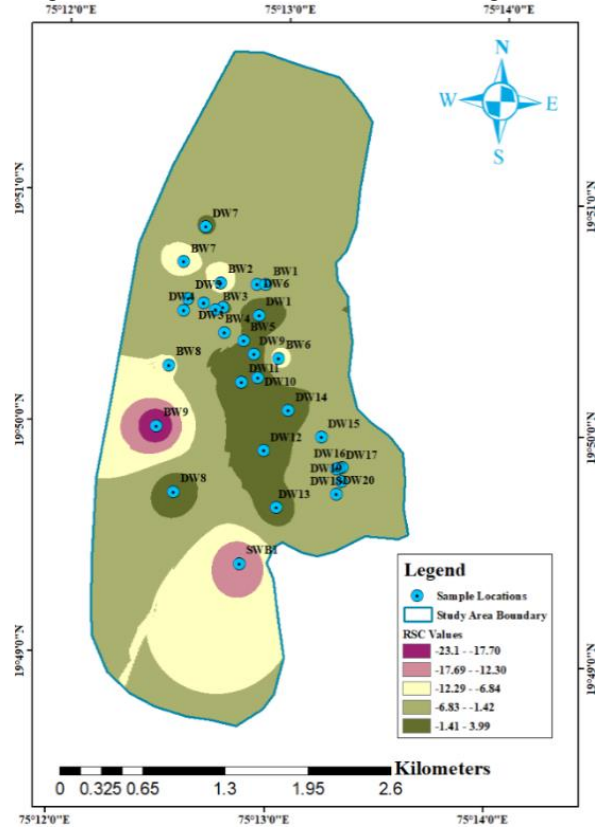 75°12'0"E 75°13'0"E 75°14'0"E
N
W E
S
19°51'0"N 19°51'0"N
DW7
BW7
BW2 BW1
DW6
DW4 BW3 DW1
DW3 BW4
BW5
DW9 BW6
BW8 DW11
DW10
BW9 DW14
19°50'0"N 19°50'0"N
DW15
DW12 DW16 DW17
DW8 DW20
DW13
SWB1
Legend
Sample Locations
Study Area Boundary
RSC Values
-23.1 - -17.70
-17.69 - -12.30
-12.29 - -6.84
-6.83 - -1.42
-1.41 - 3.99
19°49'0"N 19°49'0"N
Kilometers
0 0.325 0.65 1.3 1.95 2.6
75°12'0"E 75°13'0"E 75°14'0"E